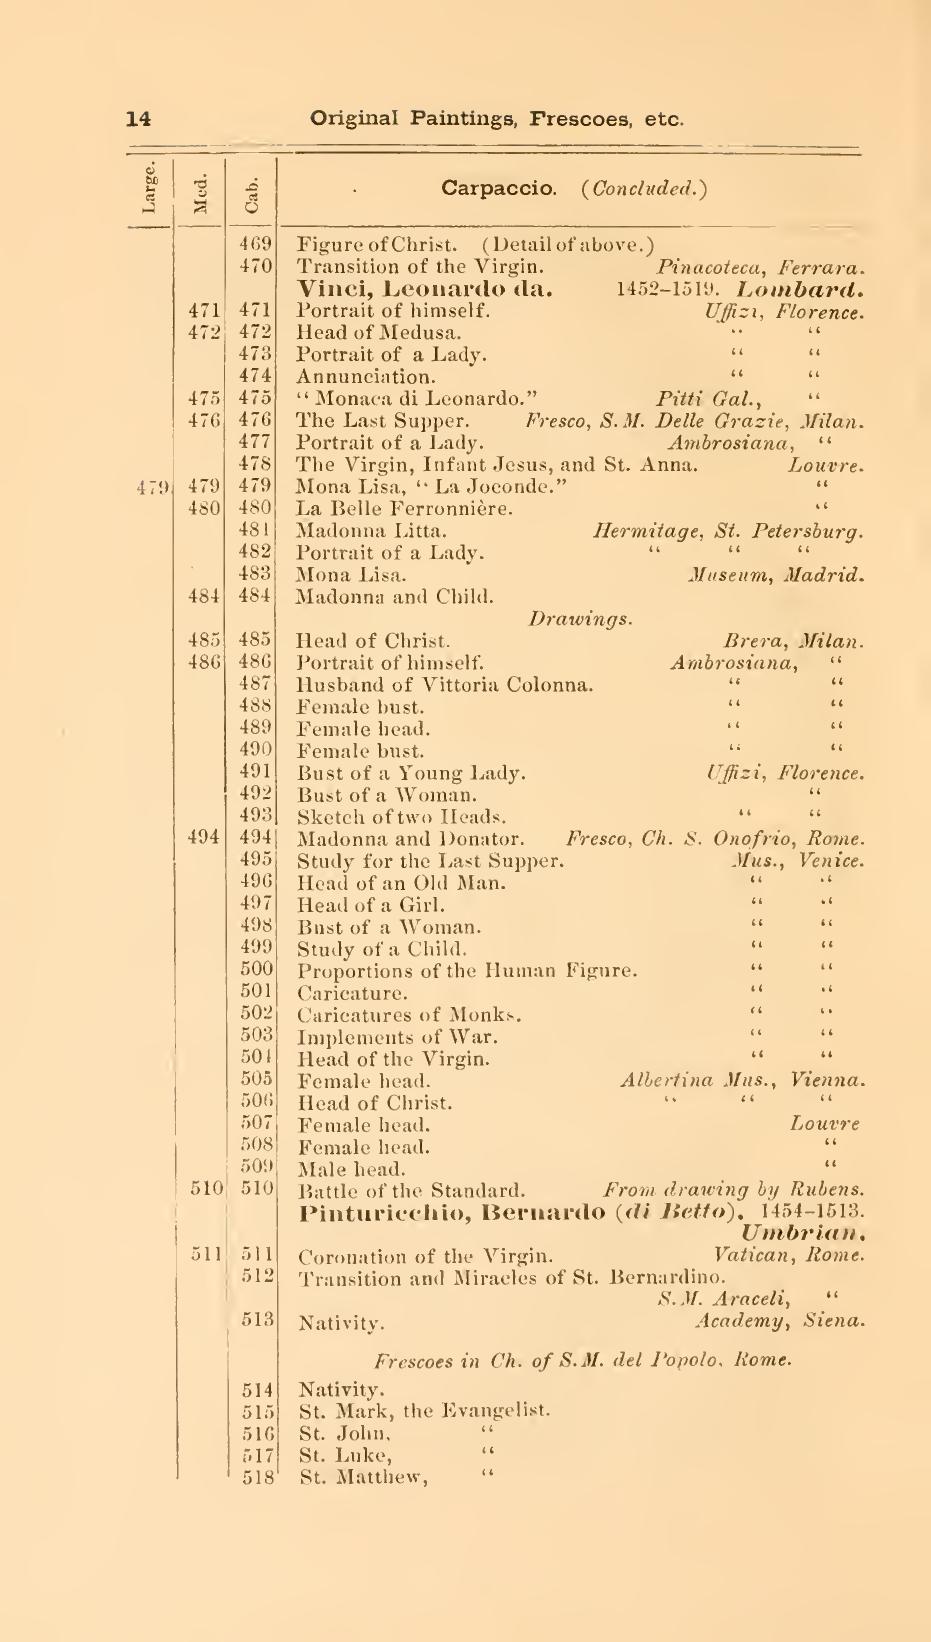 14 Original Paintings, Frescoes, etc.
Large. Med. Cab. Carpaccio. (Concluded.)
469 Figure of Christ. (Detail of above.)
470 Transition of the Virgin. Pinacoteca, Ferrara.
Vinci, Leonardo da. 1452-1519. Lombard.
471 471 Portrait of himself. Uffizi, Florence.
472 472 Head of Medusa. “ “
473 Portrait of a Lady. “ “
474 Annunciation. “ “
475 475 “Monaca di Leonardo.” Pitti Gal., “
476 476 The Last Supper. Fresco, S.M. Delle Grazie, Milan.
477 Portrait of a Lady. Ambrosiana, “
478 The Virgin, Infant Jesus, and St. Anna. Louvre.
479 479 479 Mona Lisa, “La Joconde.” “
480 480 La Belle Ferronnière. “
481 Madonna Litta. Hermitage, St. Petersburg.
482 Portrait of a Lady. “ “ “
483 Mona Lisa. Museum, Madrid.
484 484 Madonna and Child.
Drawings.
485 485 Head of Christ. Brera, Milan.
486 486 Portrait of himself. Ambrosiana, “
487 Husband of Vittoria Colonna. “ “
488 Female bust. “ “
489 Female head. “ “
490 Female bust. “ “
491 Bust of a Young Lady. Uffizi, Florence.
492 Bust of a Woman. “
493 Sketch of two Heads. “ “
494 494 Madonna and Donator. Fresco, Ch. S. Onofrio, Rome.
495 Study for the Last Supper. Mus., Venice.
496 Head of an Old Man. “ “
497 Head of a Girl. “ “
498 Bust of a Woman. “ “
499 Study of a Child. “ “
500 Proportions of the Human Figure. “ “
501 Caricature. “ “
502 Caricatures of Monks. “ “
503 Implements of War. “ “
504 Head of the Virgin. “ “
505 Female head. Albertina Mus., Vienna.
506 Head of Christ. “ “ “
507 Female head. Louvre
508 Female head. “
509 Male head. “
510 510 Battle of the Standard. From drawing by Rubens.
Pinturicchio, Bernardo (di Betto). 1454-1513.
Umbrian.
511 511 Coronation of the Virgin. Vatican, Rome.
512 Transition and Miracles of St. Bernardino.
S.M. Araceli, “
513 Nativity. Academy, Siena.
Frescoes in Ch. of S.M. del Popolo, Rome.
514 Nativity.
515 St. Mark, the Evangelist.
516 St. John, “
517 St. Luke, “
518 St. Matthew, “